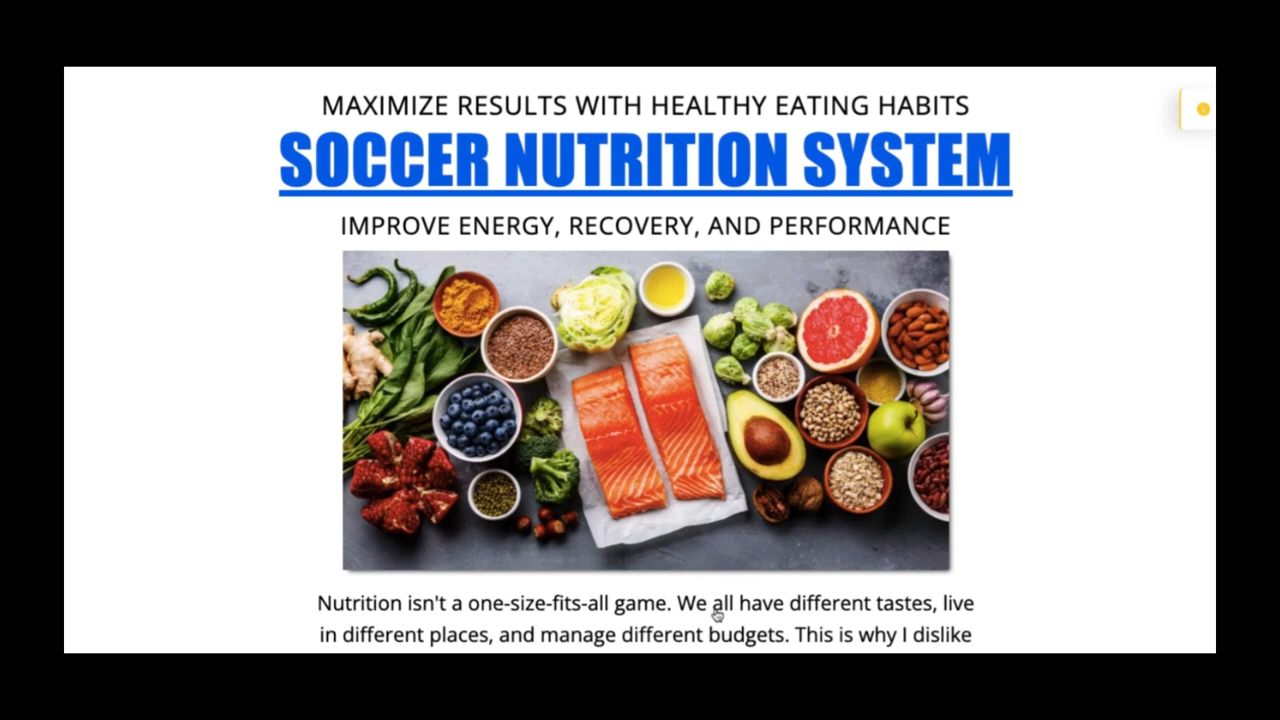 MAXIMIZE RESULTS WITH HEALTHY EATING HABITS
SOCCER NUTRITION SYSTEM
IMPROVE ENERGY, RECOVERY, AND PERFORMANCE
Nutrition isn't a one-size-fits-all game. We all have different tastes, live
in different places, and manage different budgets. This is why I dislike